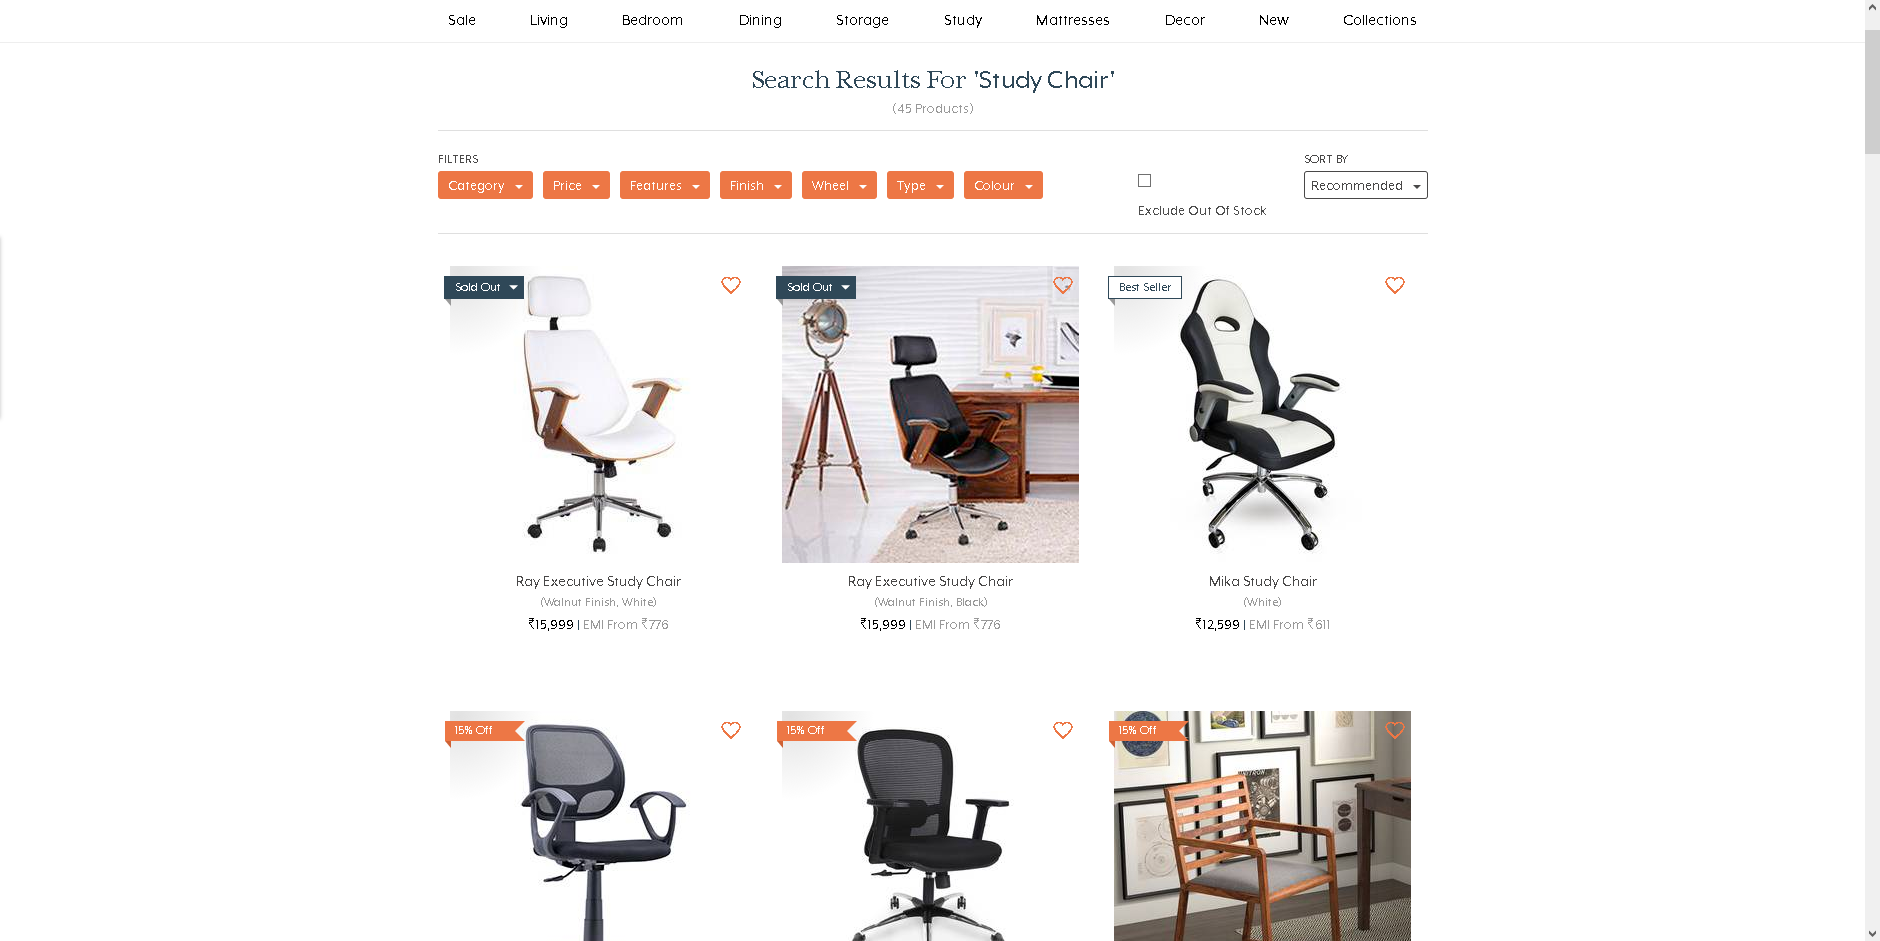 Sale Living Bedroom Dining Storage Study Mattresses Decor New Collections
Search Results For 'Study Chair'
(45 Products)
FILTERS
Category Price Features Finish Wheel Type Colour
Exclude Out Of Stock
SORT BY
Recommended
Sold Out
Sold Out
Best Seller
Ray Executive Study Chair
(Walnut Finish, White)
₹15,999 | EMI From ₹776
Ray Executive Study Chair
(Walnut Finish, Black)
₹15,999 | EMI From ₹776
Mika Study Chair
(White)
₹12,599 | EMI From ₹611
15% Off
15% Off
15% Off